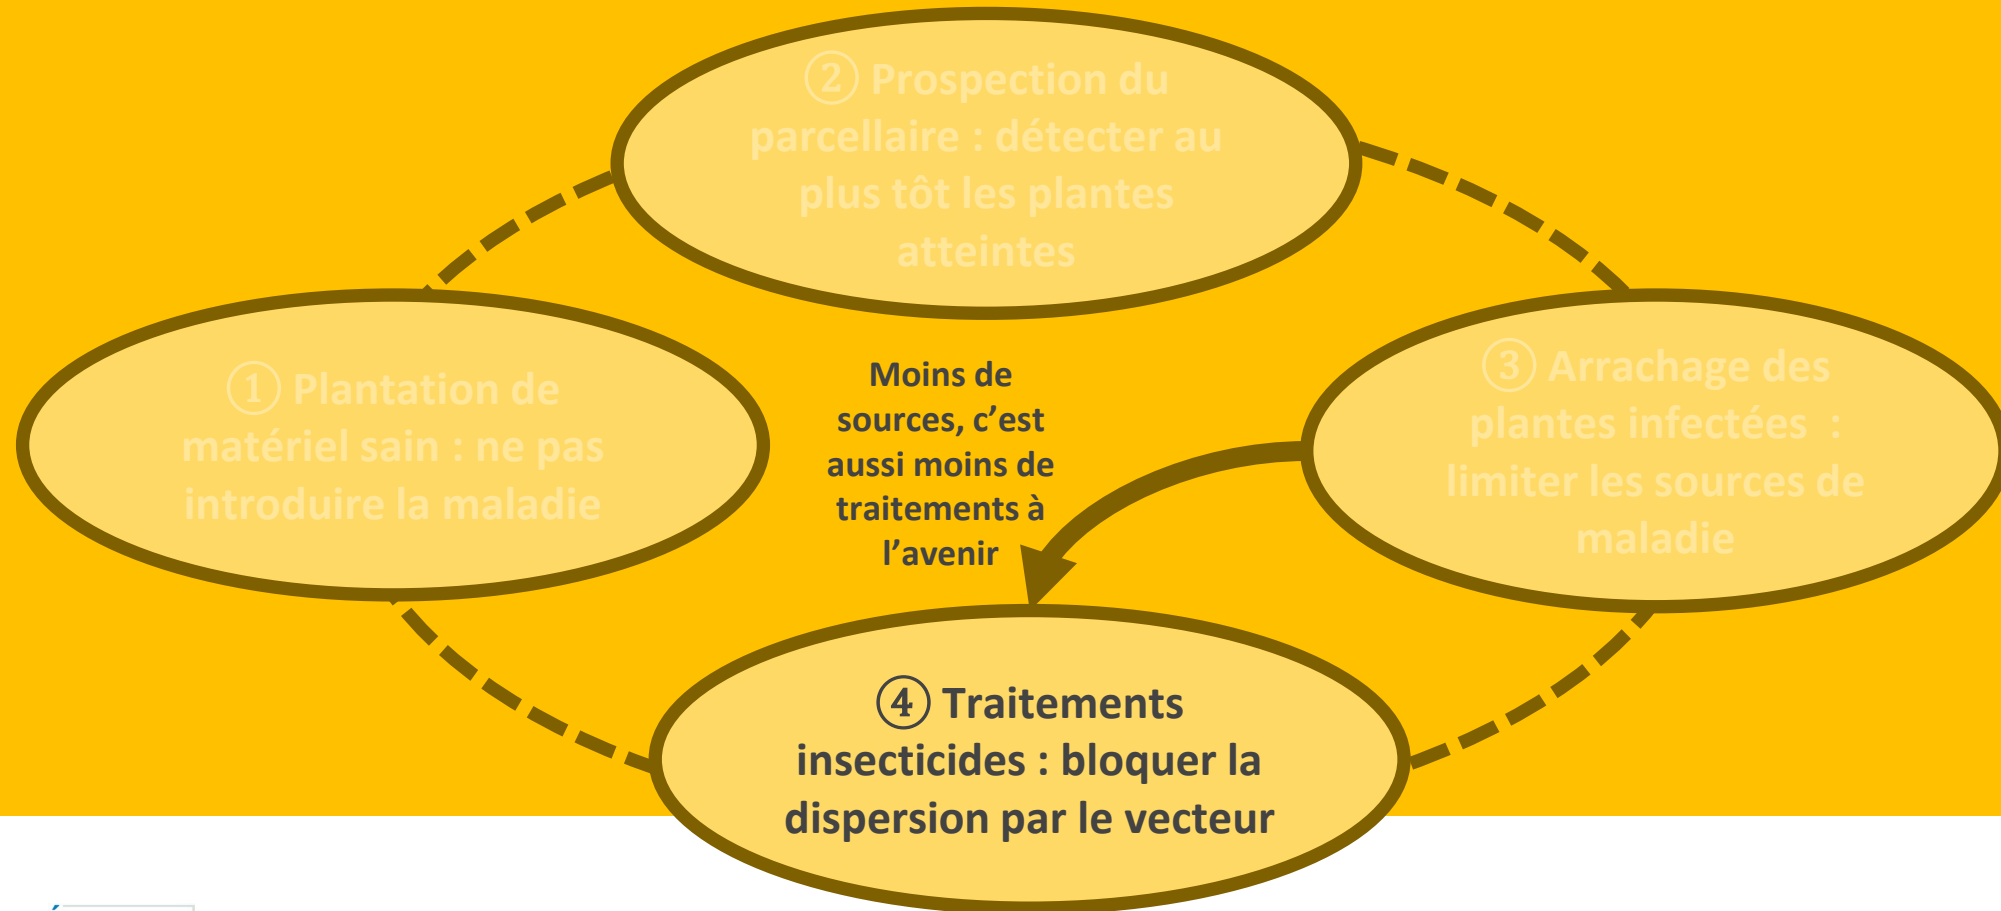 ② Prospection du
parcellaire : détecter au
plus tôt les plantes
atteintes
① Plantation de
matériel sain : ne pas
introduire la maladie
Moins de
sources, c’est
aussi moins de
traitements à
l’avenir
③ Arrachage des
plantes infectées :
limiter les sources de
maladie
④ Traitements
insecticides : bloquer la
dispersion par le vecteur